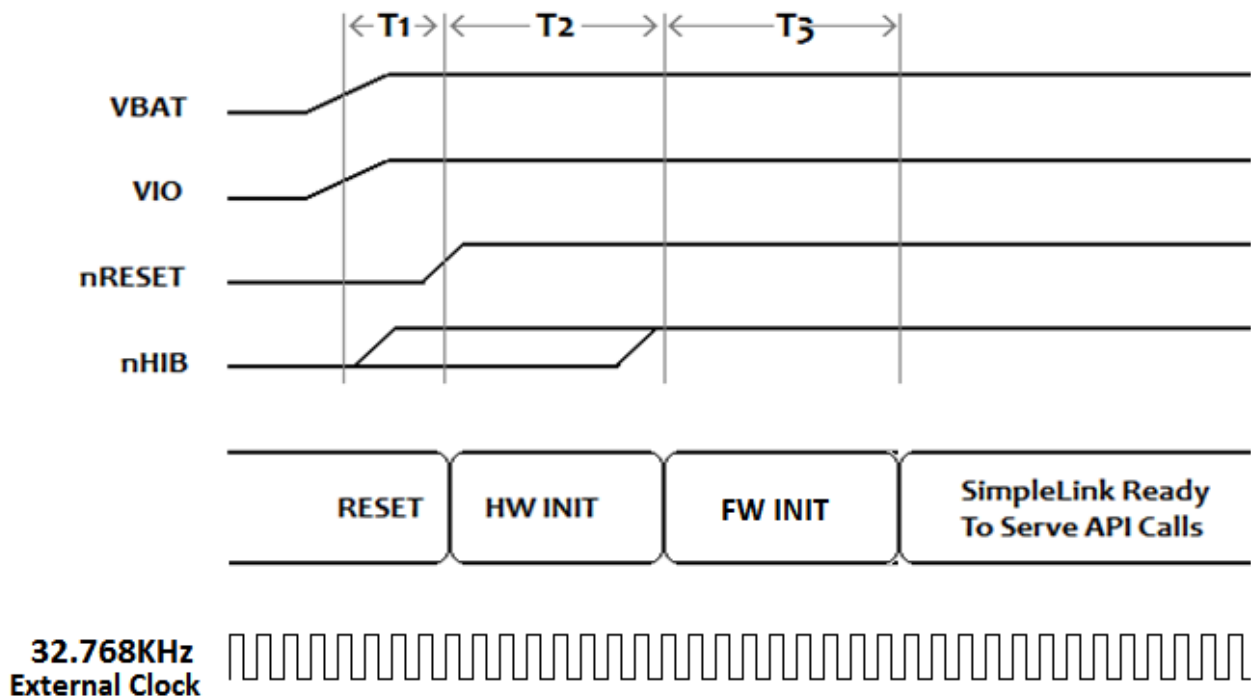 T1 T2 T3
VBAT
VIO
nRESET
nHIB
RESET HW INIT FW INIT SimpleLink Ready
To Serve API Calls
32.768KHz
External Clock